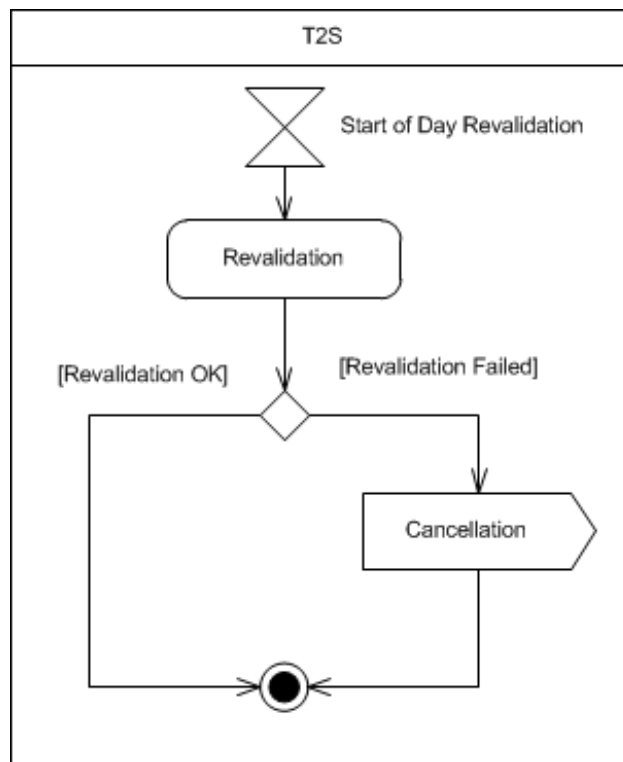 T2S
Start of Day Revalidation
Revalidation
[Revalidation OK]
[Revalidation Failed]
Cancellation